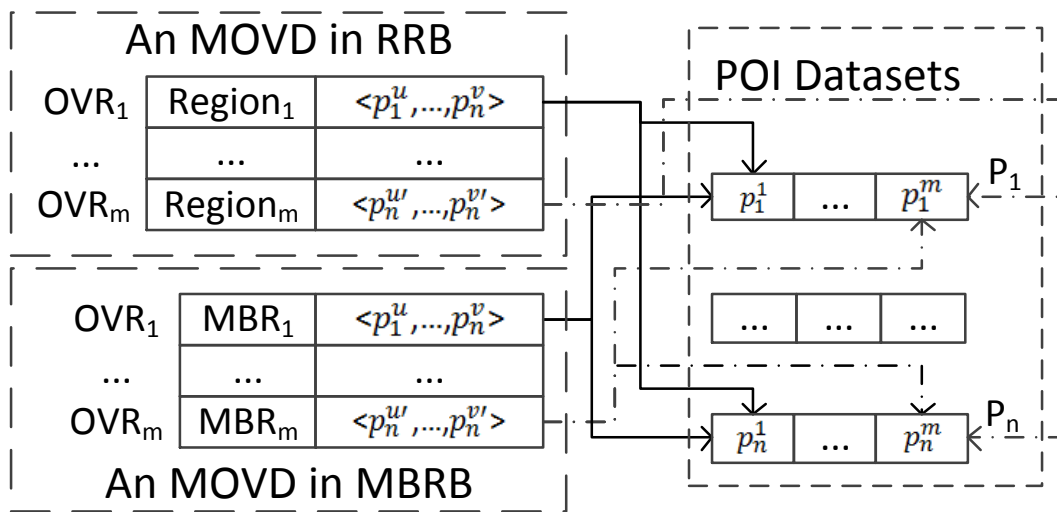 An MOVD in RRB
OVR₁ Region₁ <p₁ᵘ,...,pₙᵛ>
... ... ...
OVRₘ Regionₘ <pₙᵘ′,...,pₙᵛ′>
OVR₁ MBR₁ <p₁ᵘ,...,pₙᵛ>
... ... ...
OVRₘ MBRₘ <pₙᵘ′,...,pₙᵛ′>
An MOVD in MBRB
POI Datasets
p₁¹ ... p₁ᵐ P₁
... ... ...
pₙ¹ ... pₙᵐ Pₙ